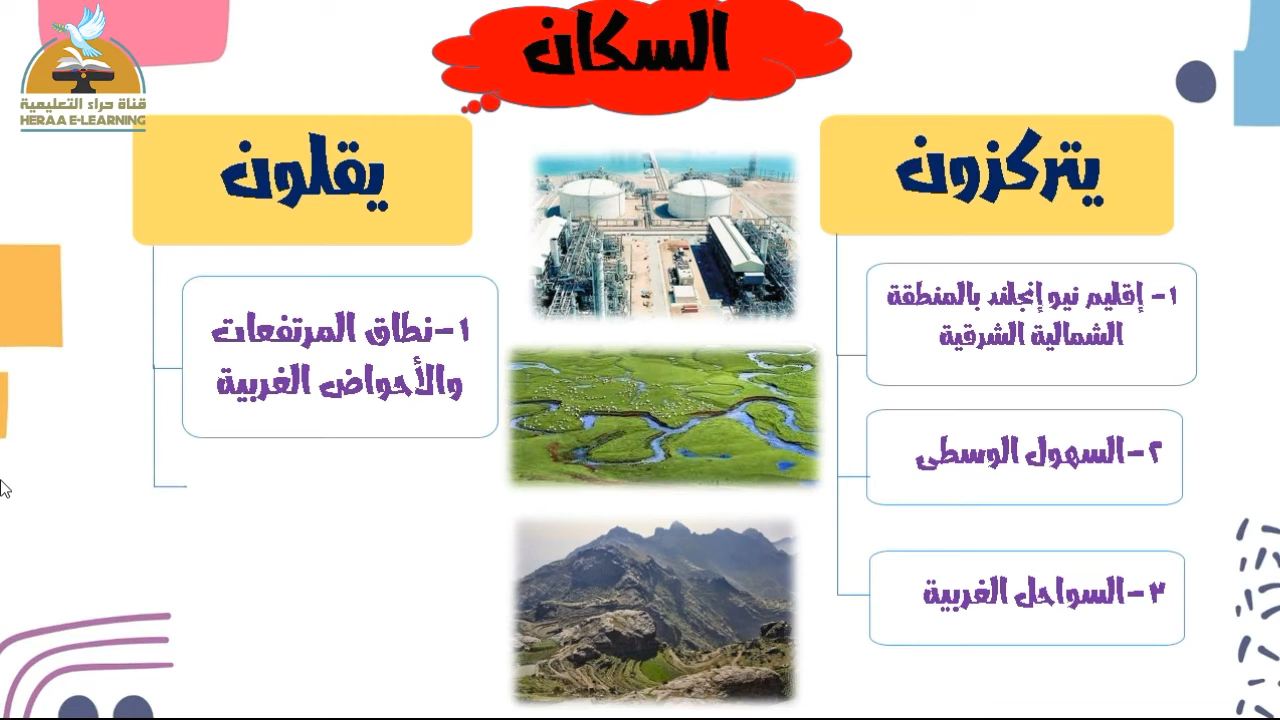 السكان
قناة حراء التعليمية
HERAA E-LEARNING
يتركزون
١- إقليم نيو إنجلند بالمنطقة
الشمالية الشرقية
٢-السهول الوسطى
٣-السواحل الغربية
يقلون
١-نطاق المرتفعات
والأحواض الغربية